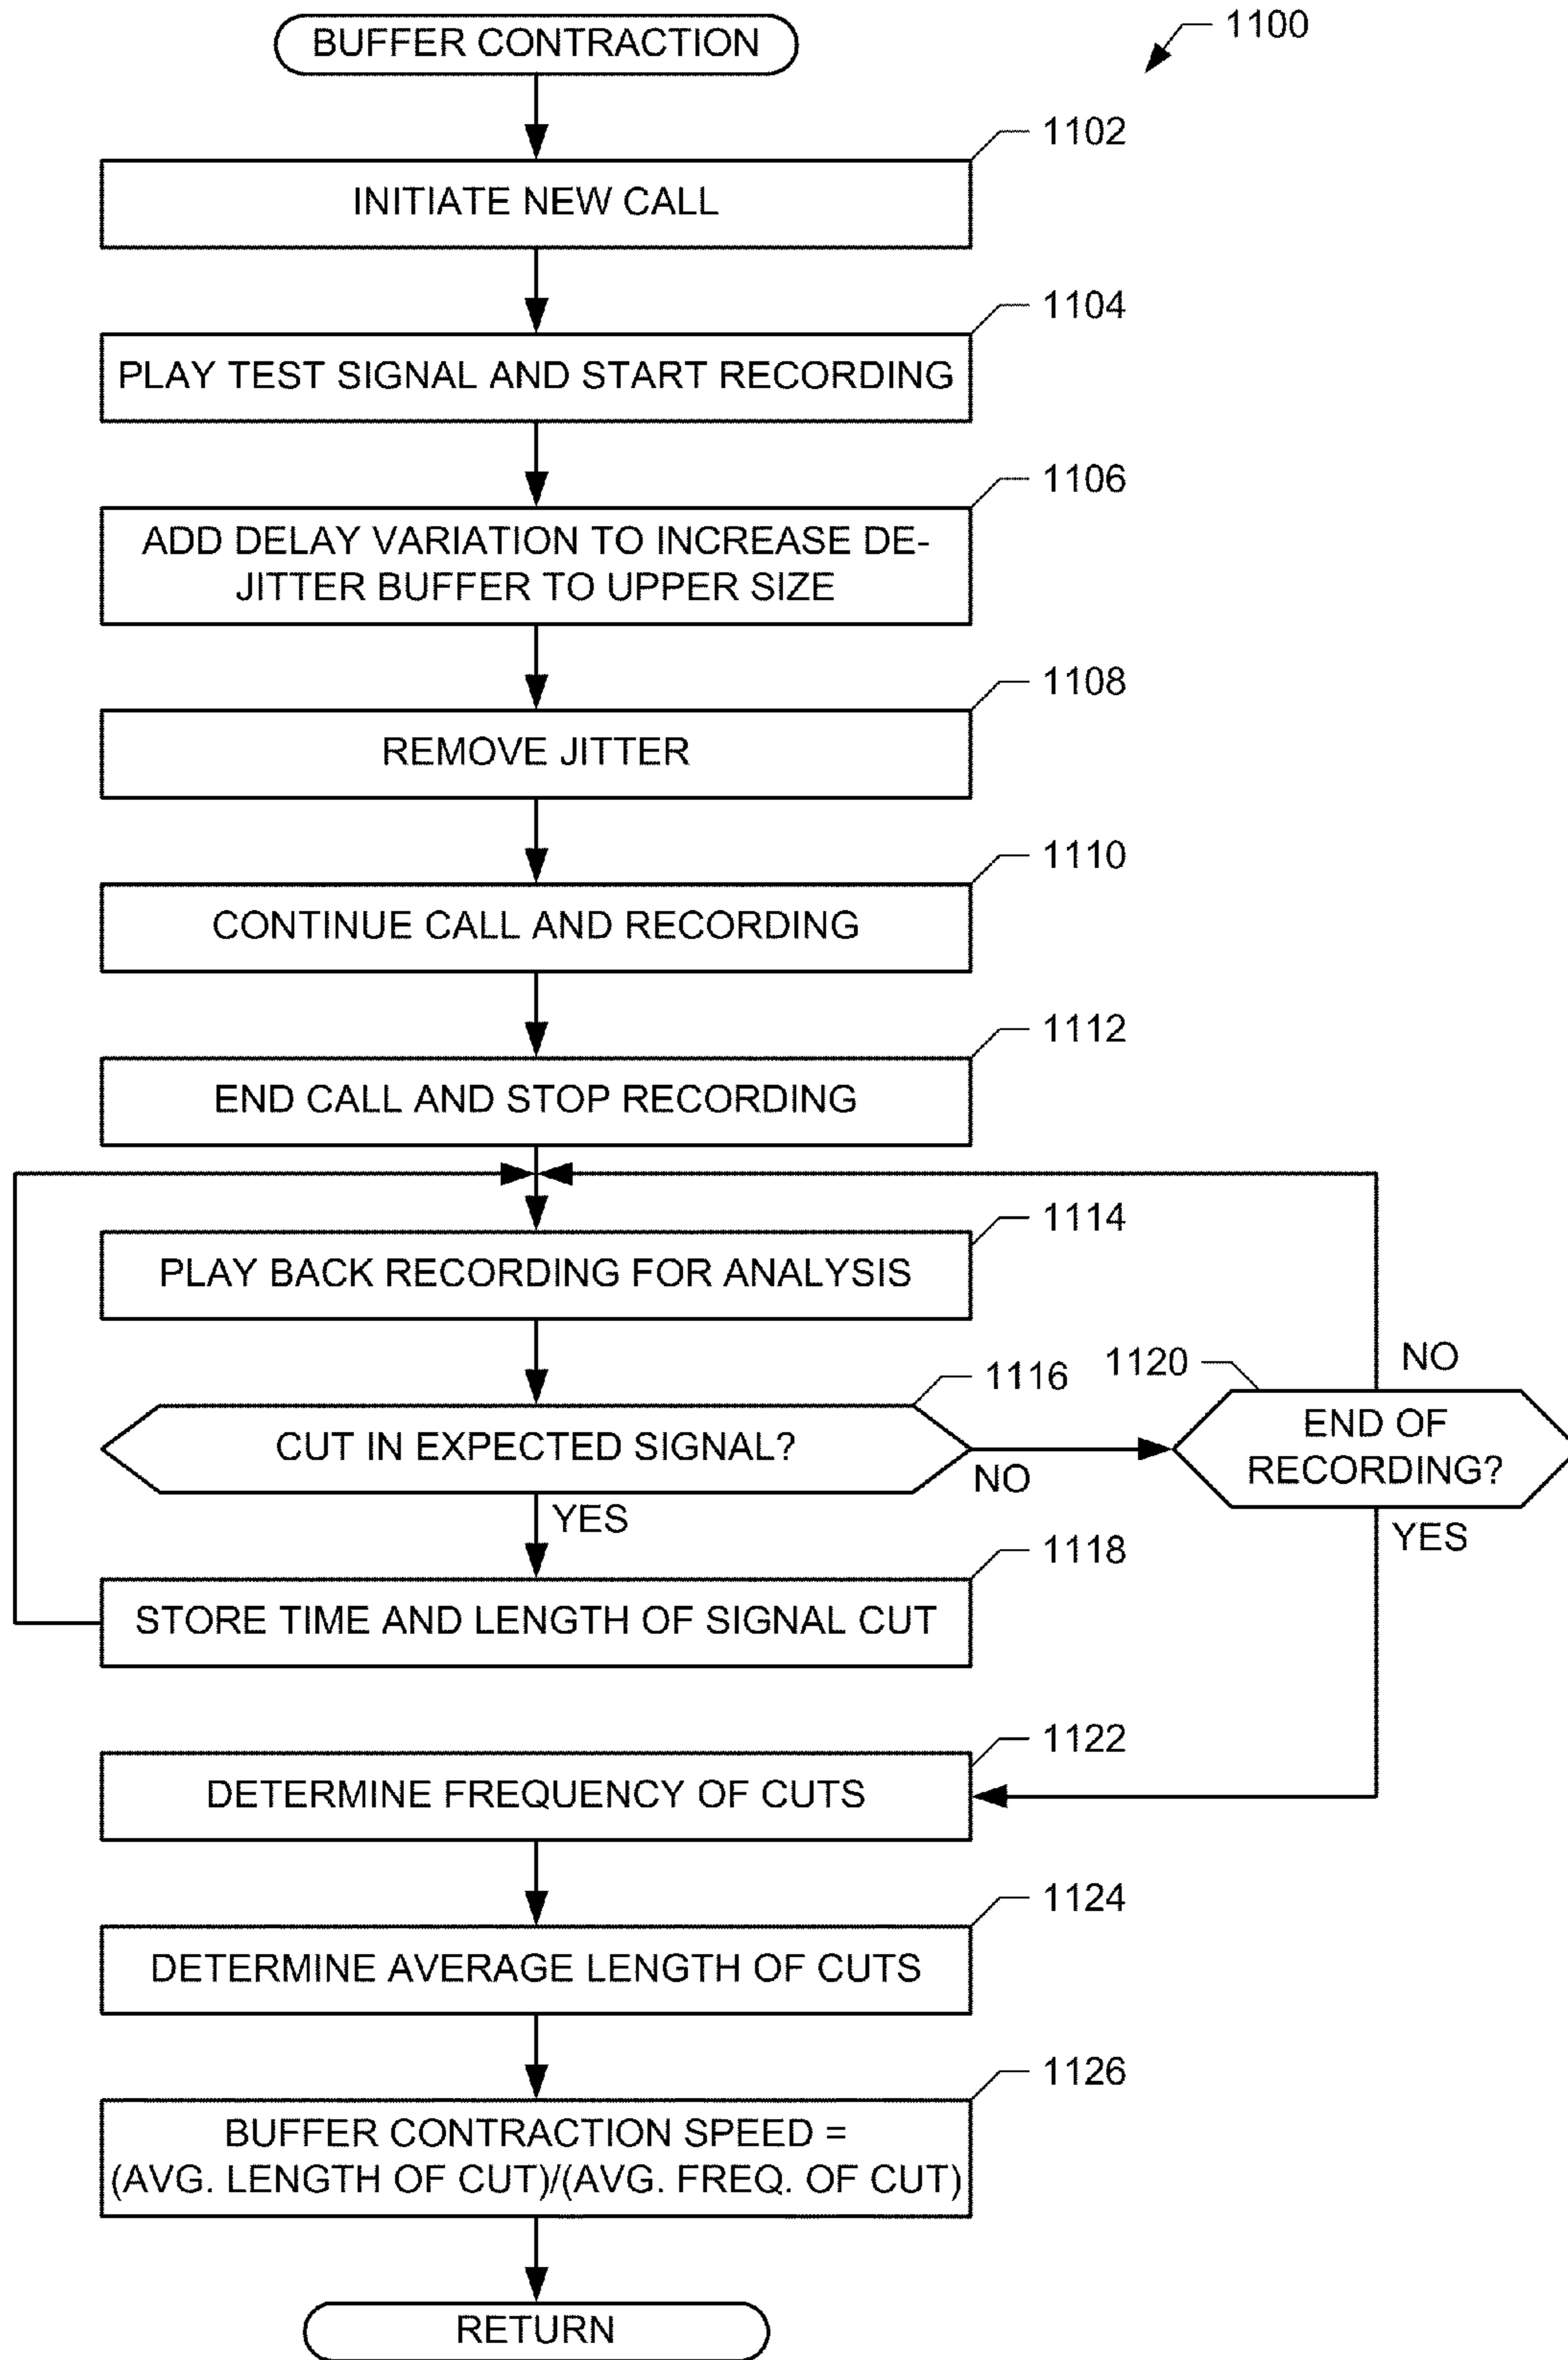 BUFFER CONTRACTION
1100
1102
INITIATE NEW CALL
1104
PLAY TEST SIGNAL AND START RECORDING
1106
ADD DELAY VARIATION TO INCREASE DE-
JITTER BUFFER TO UPPER SIZE
1108
REMOVE JITTER
1110
CONTINUE CALL AND RECORDING
1112
END CALL AND STOP RECORDING
1114
PLAY BACK RECORDING FOR ANALYSIS
1116
CUT IN EXPECTED SIGNAL?
NO
YES
1120
NO
END OF
RECORDING?
YES
1118
STORE TIME AND LENGTH OF SIGNAL CUT
1122
DETERMINE FREQUENCY OF CUTS
1124
DETERMINE AVERAGE LENGTH OF CUTS
1126
BUFFER CONTRACTION SPEED =
(AVG. LENGTH OF CUT)/(AVG. FREQ. OF CUT)
RETURN